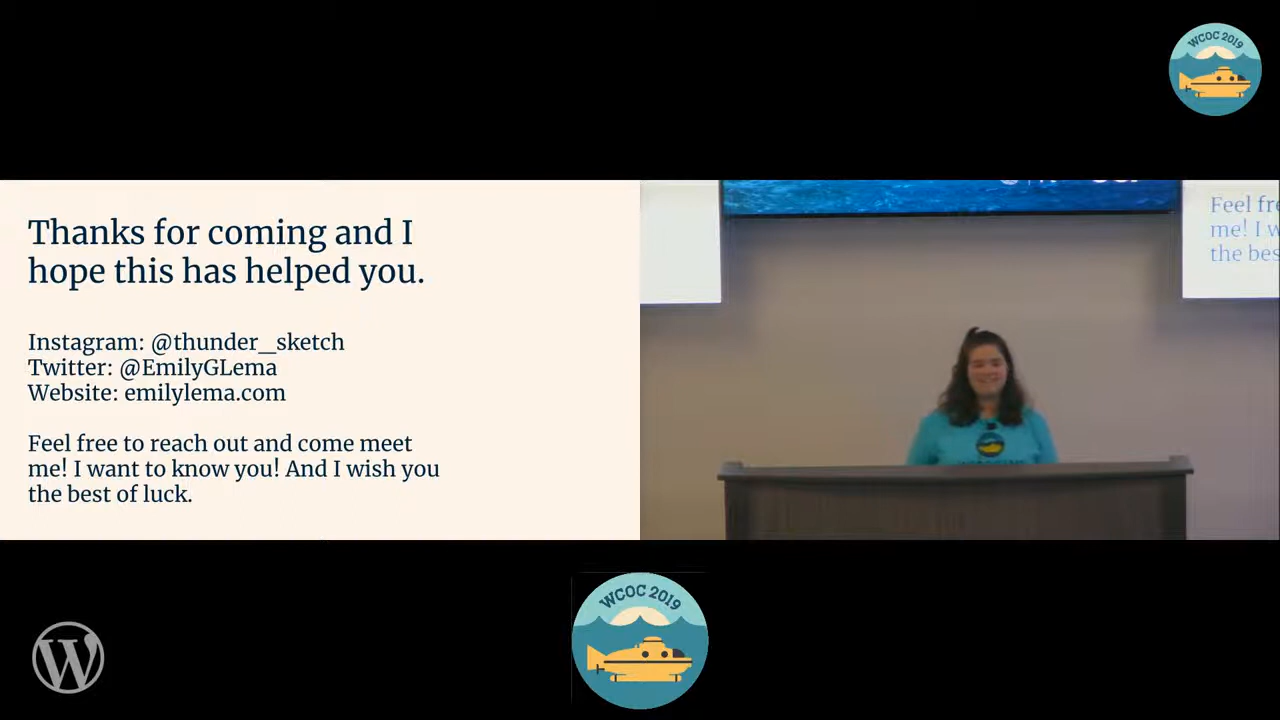 WCOC 2019
Thanks for coming and I
hope this has helped you.
Instagram: @thunder_sketch
Twitter: @EmilyGLema
Website: emilylema.com
Feel free to reach out and come meet
me! I want to know you! And I wish you
the best of luck.
Feel fre
me! I w
the bes
WCOC 2019
W